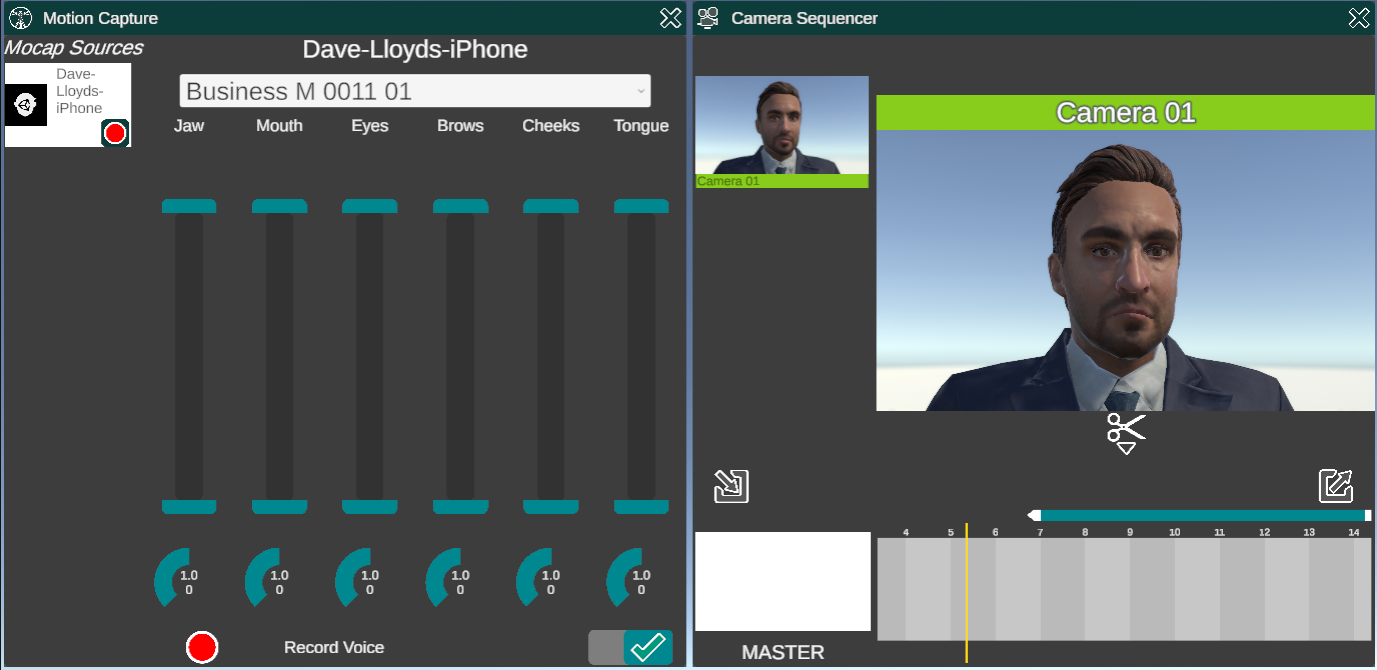 Motion Capture
Mocap Sources
Dave-
Lloyds-
iPhone
Dave-Lloyds-iPhone
Business M 0011 01
Jaw Mouth Eyes Brows Cheeks Tongue
1.0 1.0 1.0 1.0 1.0 1.0
0 0 0 0 0 0
Record Voice
Camera Sequencer
Camera 01
Camera 01
4 5 6 7 8 9 10 11 12 13 14
MASTER